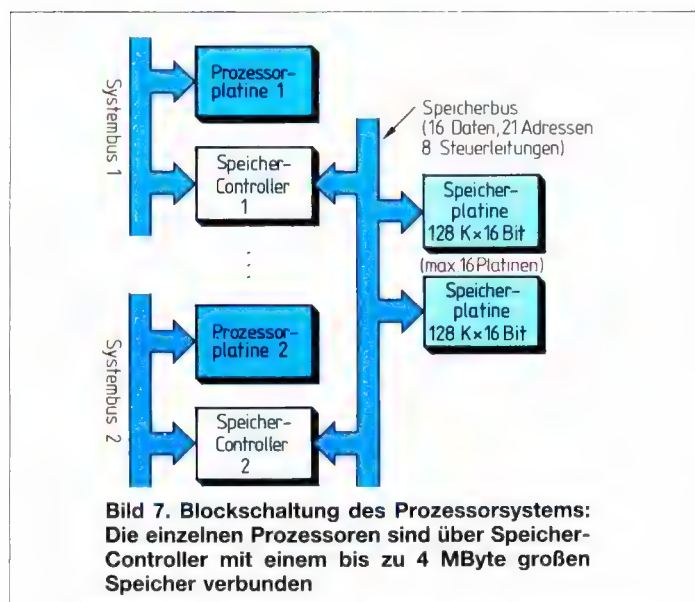 Systembus 1
Prozessor-
platine 1
Speicher-
Controller
1
Speicherbus
(16 Daten, 21 Adressen
8 Steuerleitungen)
Speicher-
platine
128 K×16 Bit
(max. 16 Platinen)
Speicher-
platine
128 K×16 Bit
Systembus 2
Prozessor-
platine 2
Speicher-
Controller
2
Bild 7. Blockschaltung des Prozessorsystems:
Die einzelnen Prozessoren sind über Speicher-
Controller mit einem bis zu 4 MByte großen
Speicher verbunden